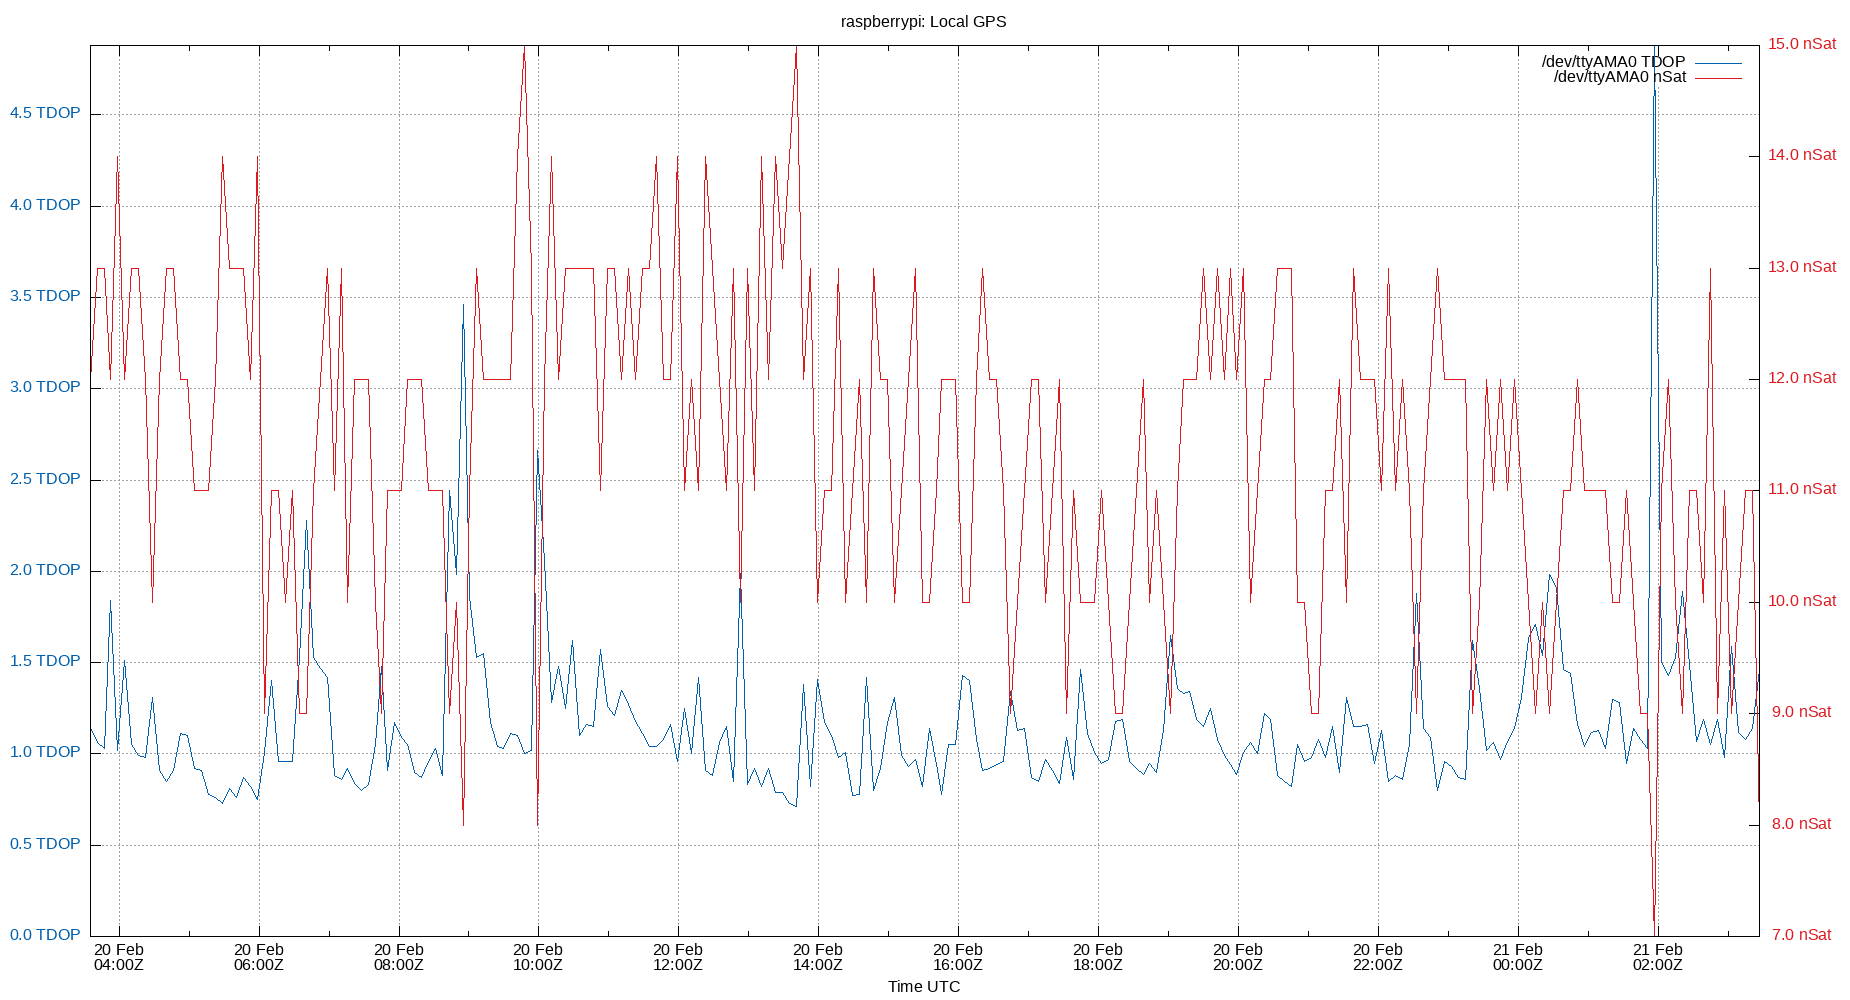 raspberrypi: Local GPS
15.0 nSat
/dev/ttyAMA0 TDOP
/dev/ttyAMA0 nSat
4.5 TDOP
14.0 nSat
4.0 TDOP
13.0 nSat
3.5 TDOP
12.0 nSat
3.0 TDOP
2.5 TDOP
11.0 nSat
2.0 TDOP
10.0 nSat
1.5 TDOP
9.0 nSat
1.0 TDOP
8.0 nSat
0.5 TDOP
0.0 TDOP
7.0 nSat
20 Feb 20 Feb 20 Feb 20 Feb 20 Feb 20 Feb 20 Feb 20 Feb 20 Feb 20 Feb 21 Feb 21 Feb
04:00Z 06:00Z 08:00Z 10:00Z 12:00Z 14:00Z 16:00Z 18:00Z 20:00Z 22:00Z 00:00Z 02:00Z
Time UTC